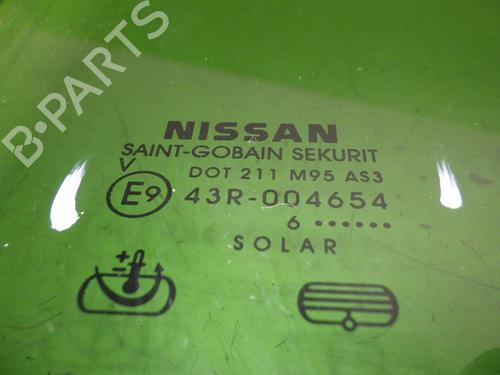 B-PARTS
NISSAN
SAINT-GOBAIN SEKURIT
V
DOT 211 M95 AS3
E9 43R-004654
6 ......
SOLAR
- +